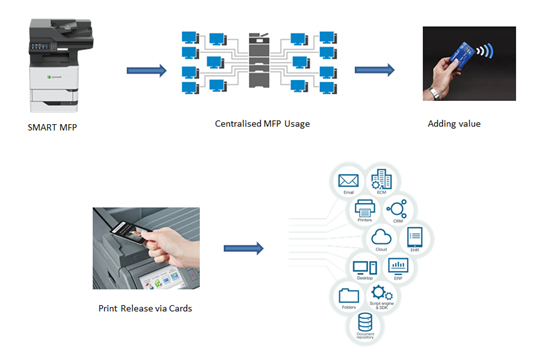 SMART MFP
Centralised MFP Usage
Adding value
Print Release via Cards
Email
ECM
Printers
CRM
Cloud
EHR
Desktop
ERP
Folders
Script engine
& SDK
Document
repository